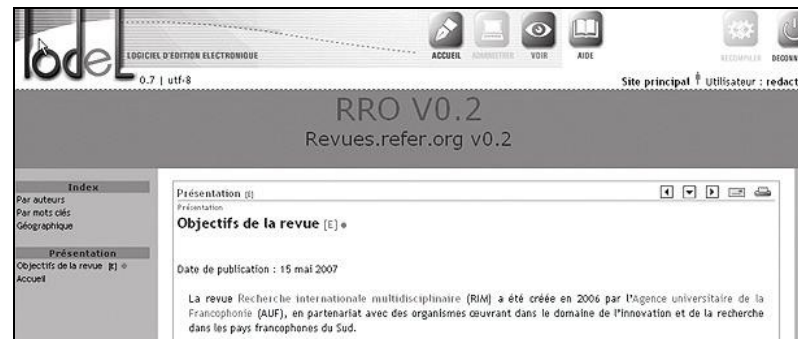 lodel
LOGICIEL D'EDITION ELECTRONIQUE
ACCUEIL ADMINISTRER VOIR AIDE RECOMPILER DECONN
0.7 | utf-8
Site principal Utilisateur : redact
RRO V0.2
Revues.refer.org v0.2
Index
Par auteurs
Par mots clés
Géographique
Présentation
Objectifs de la revue [E]
Accueil
Présentation [E]
Présentation
Objectifs de la revue [E]
Date de publication : 15 mai 2007
La revue Recherche internationale multidisciplinaire (RIM) a été créée en 2006 par l'Agence universitaire de la
Francophonie (AUF), en partenariat avec des organismes œuvrant dans le domaine de l'innovation et de la recherche
dans les pays francophones du Sud.